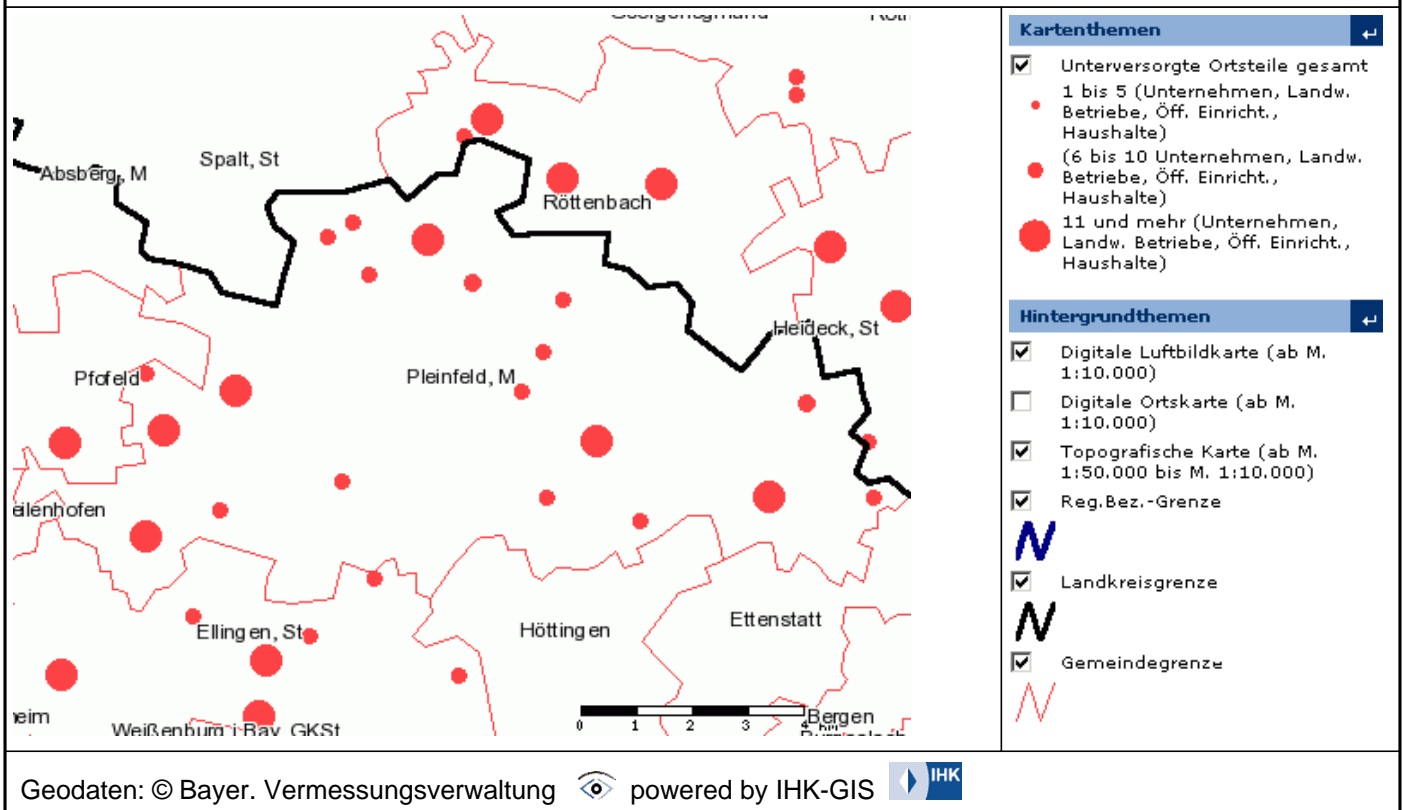 Absberg, M
Spalt, St
Röttenbach
Heideck, St
Pfofeld
Pleinfeld, M
eilenhofen
Ellingen, St
Höttingen
Ettenstatt
eim
Weißenburg i Bay, GKSt
Bergen
0 1 2 3 4
Kartenthemen
Unterversorgte Ortsteile gesamt
1 bis 5 (Unternehmen, Landw.
Betriebe, Öff. Einricht.,
Haushalte)
(6 bis 10 Unternehmen, Landw.
Betriebe, Öff. Einricht.,
Haushalte)
11 und mehr (Unternehmen,
Landw. Betriebe, Öff. Einricht.,
Haushalte)
Hintergrundthemen
Digitale Luftbildkarte (ab M.
1:10.000)
Digitale Ortskarte (ab M.
1:10.000)
Topografische Karte (ab M.
1:50.000 bis M. 1:10.000)
Reg.Bez.-Grenze
Landkreisgrenze
Gemeindegrenze
Geodaten: © Bayer. Vermessungsverwaltung powered by IHK-GIS IHK